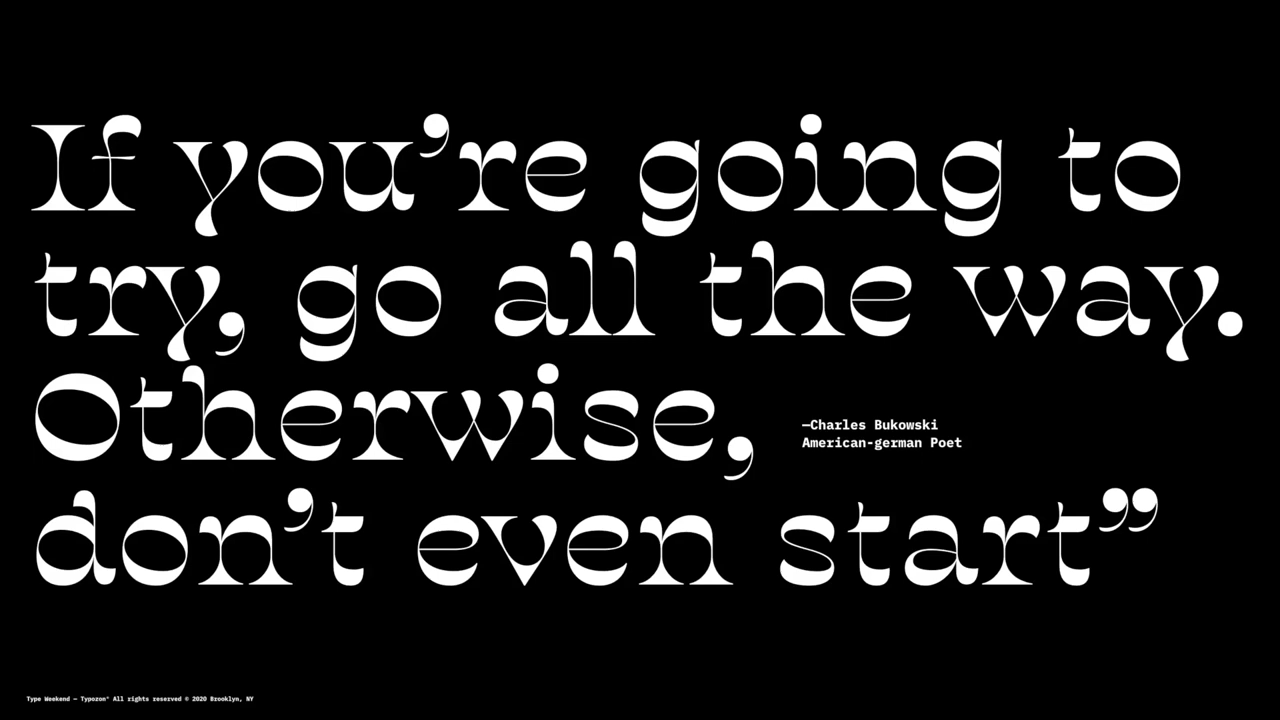 If you’re going to
try, go all the way.
Otherwise,
—Charles Bukowski
American-german Poet
don’t even start”
Type Weekend — Typozon® All rights reserved © 2020 Brooklyn, NY